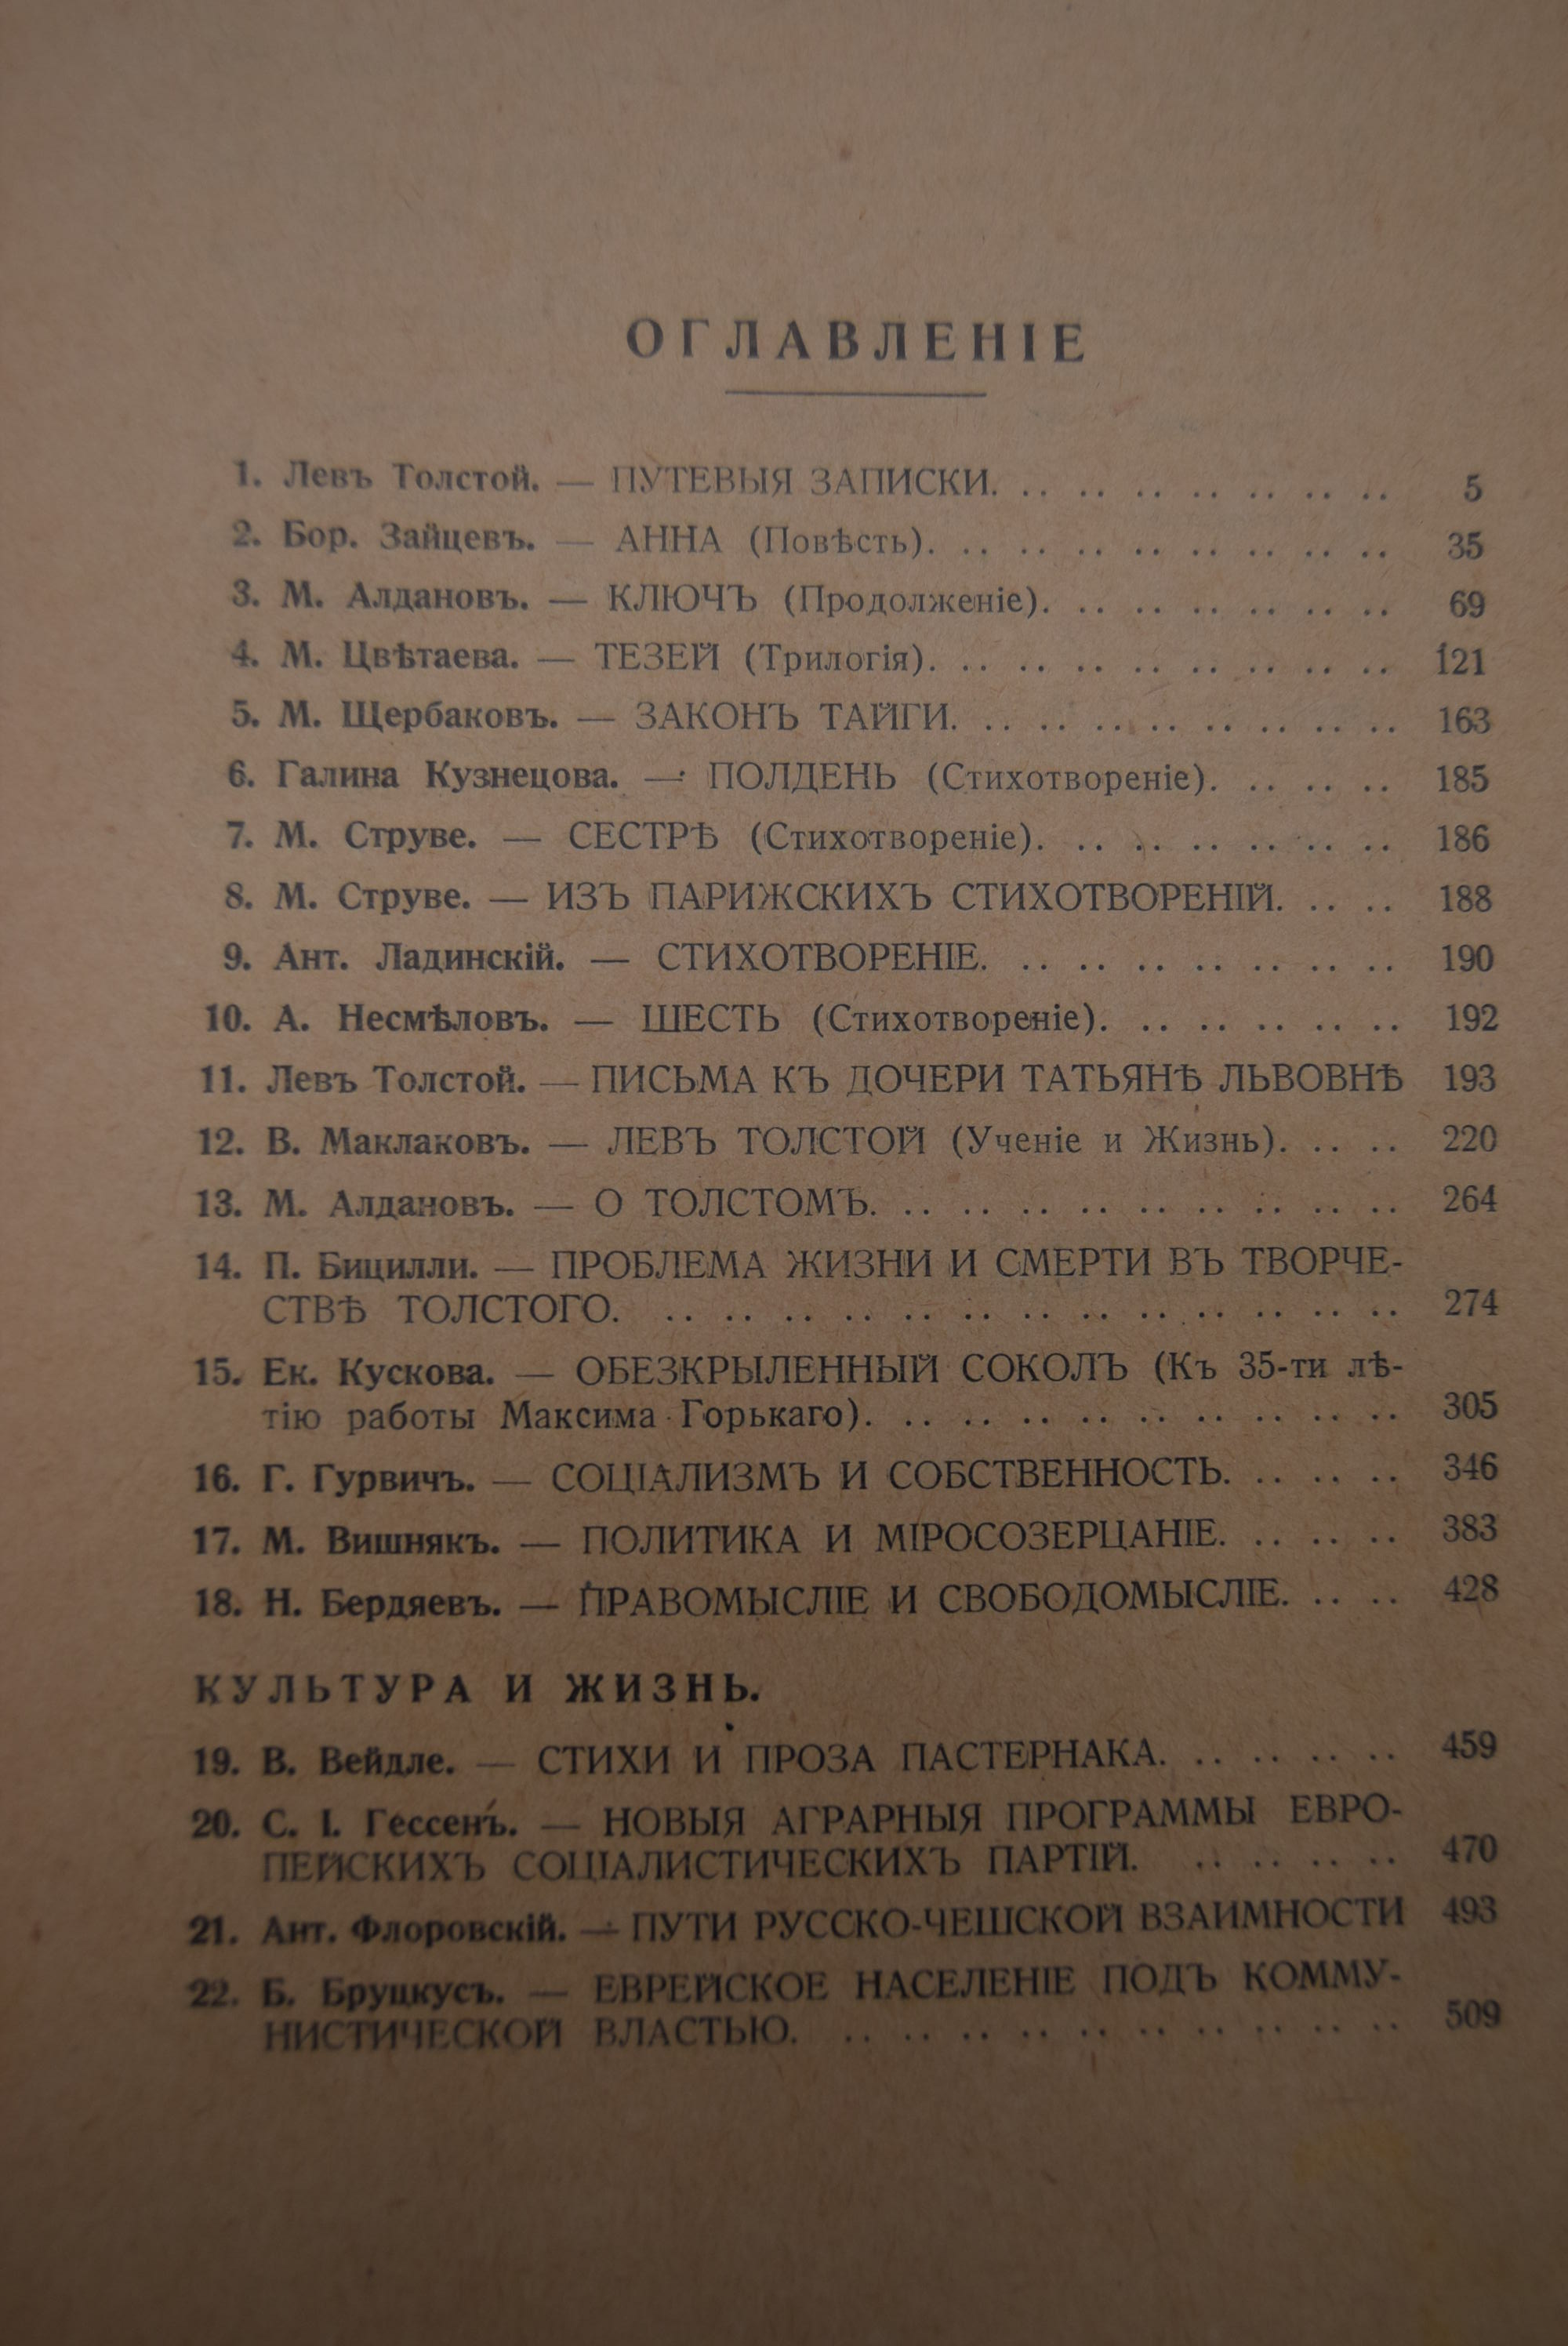 ОГЛАВЛЕНІЕ
1. Левъ Толстой. — ПУТЕВЫЯ ЗАПИСКИ. . . . . . . . . . . . . . . 5
2. Бор. Зайцевъ. — АННА (Повѣсть). . . . . . . . . . . . . . . . . 35
3. М. Алдановъ. — КЛЮЧЪ (Продолженіе). . . . . . . . . . . . . 69
4. М. Цвѣтаева. — ТЕЗЕЙ (Трилогія). . . . . . . . . . . . . . . . . 121
5. М. Щербаковъ. — ЗАКОНЪ ТАЙГИ. . . . . . . . . . . . . . . . . 163
6. Галина Кузнецова. — ПОЛДЕНЬ (Стихотвореніе). . . . . . . 185
7. М. Струве. — СЕСТРѢ (Стихотвореніе). . . . . . . . . . . . . 186
8. М. Струве. — ИЗЪ ПАРИЖСКИХЪ СТИХОТВОРЕНІЙ. . . . . 188
9. Ант. Ладинскій. — СТИХОТВОРЕНІЕ. . . . . . . . . . . . . . . 190
10. А. Несмѣловъ. — ШЕСТЬ (Стихотвореніе). . . . . . . . . . . 192
11. Левъ Толстой. — ПИСЬМА КЪ ДОЧЕРИ ТАТЬЯНѢ ЛЬВОВНѢ 193
12. В. Маклаковъ. — ЛЕВЪ ТОЛСТОЙ (Ученіе и Жизнь). . . . . 220
13. М. Алдановъ. — О ТОЛСТОМЪ. . . . . . . . . . . . . . . . . . . 264
14. П. Бицилли. — ПРОБЛЕМА ЖИЗНИ И СМЕРТИ ВЪ ТВОРЧЕ-
СТВѢ ТОЛСТОГО. . . . . . . . . . . . . . . . . . . . . . . . . . . 274
15. Ек. Кускова. — ОБЕЗКРЫЛЕННЫЙ СОКОЛЪ (Къ 35-ти лѣ-
тію работы Максима Горькаго). . . . . . . . . . . . . . . . . . . 305
16. Г. Гурвичъ. — СОЦІАЛИЗМЪ И СОБСТВЕННОСТЬ. . . . . . . 346
17. М. Вишнякъ. — ПОЛИТИКА И МІРОСОЗЕРЦАНІЕ. . . . . . . 383
18. Н. Бердяевъ. — ПРАВОМЫСЛІЕ И СВОБОДОМЫСЛІЕ. . . . . 428
КУЛЬТУРА И ЖИЗНЬ.
19. В. Вейдле. — СТИХИ И ПРОЗА ПАСТЕРНАКА. . . . . . . . . 459
20. С. І. Гессенъ. — НОВЫЯ АГРАРНЫЯ ПРОГРАММЫ ЕВРО-
ПЕЙСКИХЪ СОЦІАЛИСТИЧЕСКИХЪ ПАРТІЙ. . . . . . . . . 470
21. Ант. Флоровскій. — ПУТИ РУССКО-ЧЕШСКОЙ ВЗАИМНОСТИ 493
22. Б. Бруцкусъ. — ЕВРЕЙСКОЕ НАСЕЛЕНІЕ ПОДЪ КОММУ-
НИСТИЧЕСКОЙ ВЛАСТЬЮ. . . . . . . . . . . . . . . . . . . . . 509